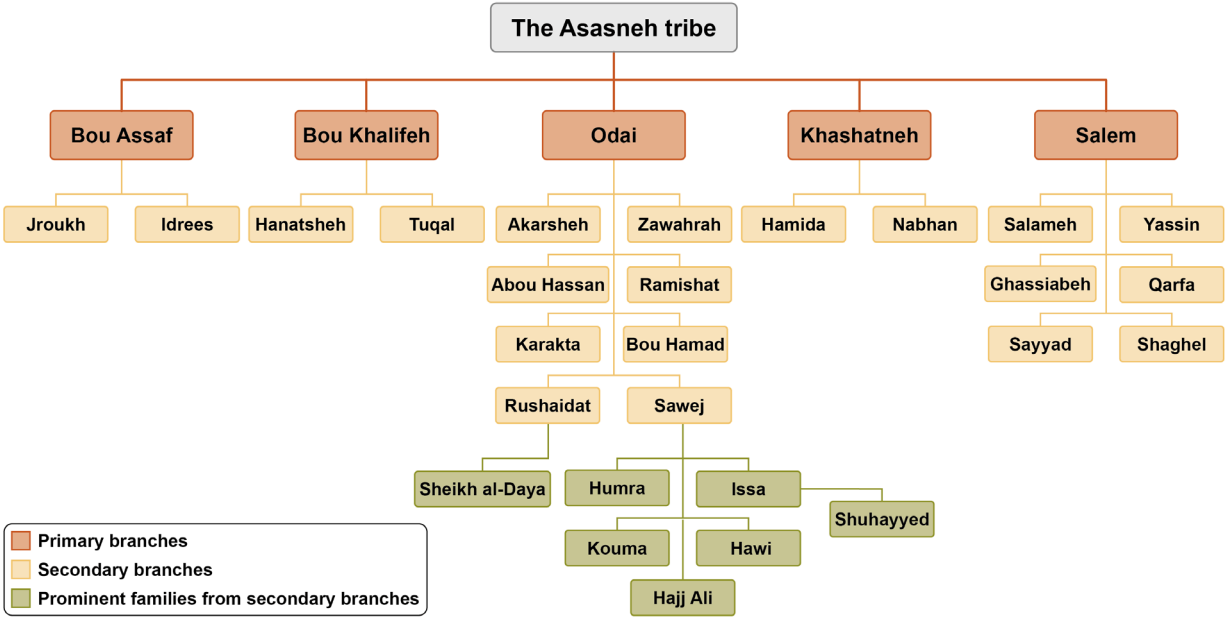 The Asasneh tribe
Bou Assaf
Bou Khalifeh
Odai
Khashatneh
Salem
Jroukh
Idrees
Hanatsheh
Tuqal
Akarsheh
Zawahrah
Hamida
Nabhan
Salameh
Yassin
Abou Hassan
Ramishat
Ghassiabeh
Qarfa
Karakta
Bou Hamad
Sayyad
Shaghel
Rushaidat
Sawej
Sheikh al-Daya
Humra
Issa
Shuhayyed
Kouma
Hawi
Hajj Ali
Primary branches
Secondary branches
Prominent families from secondary branches